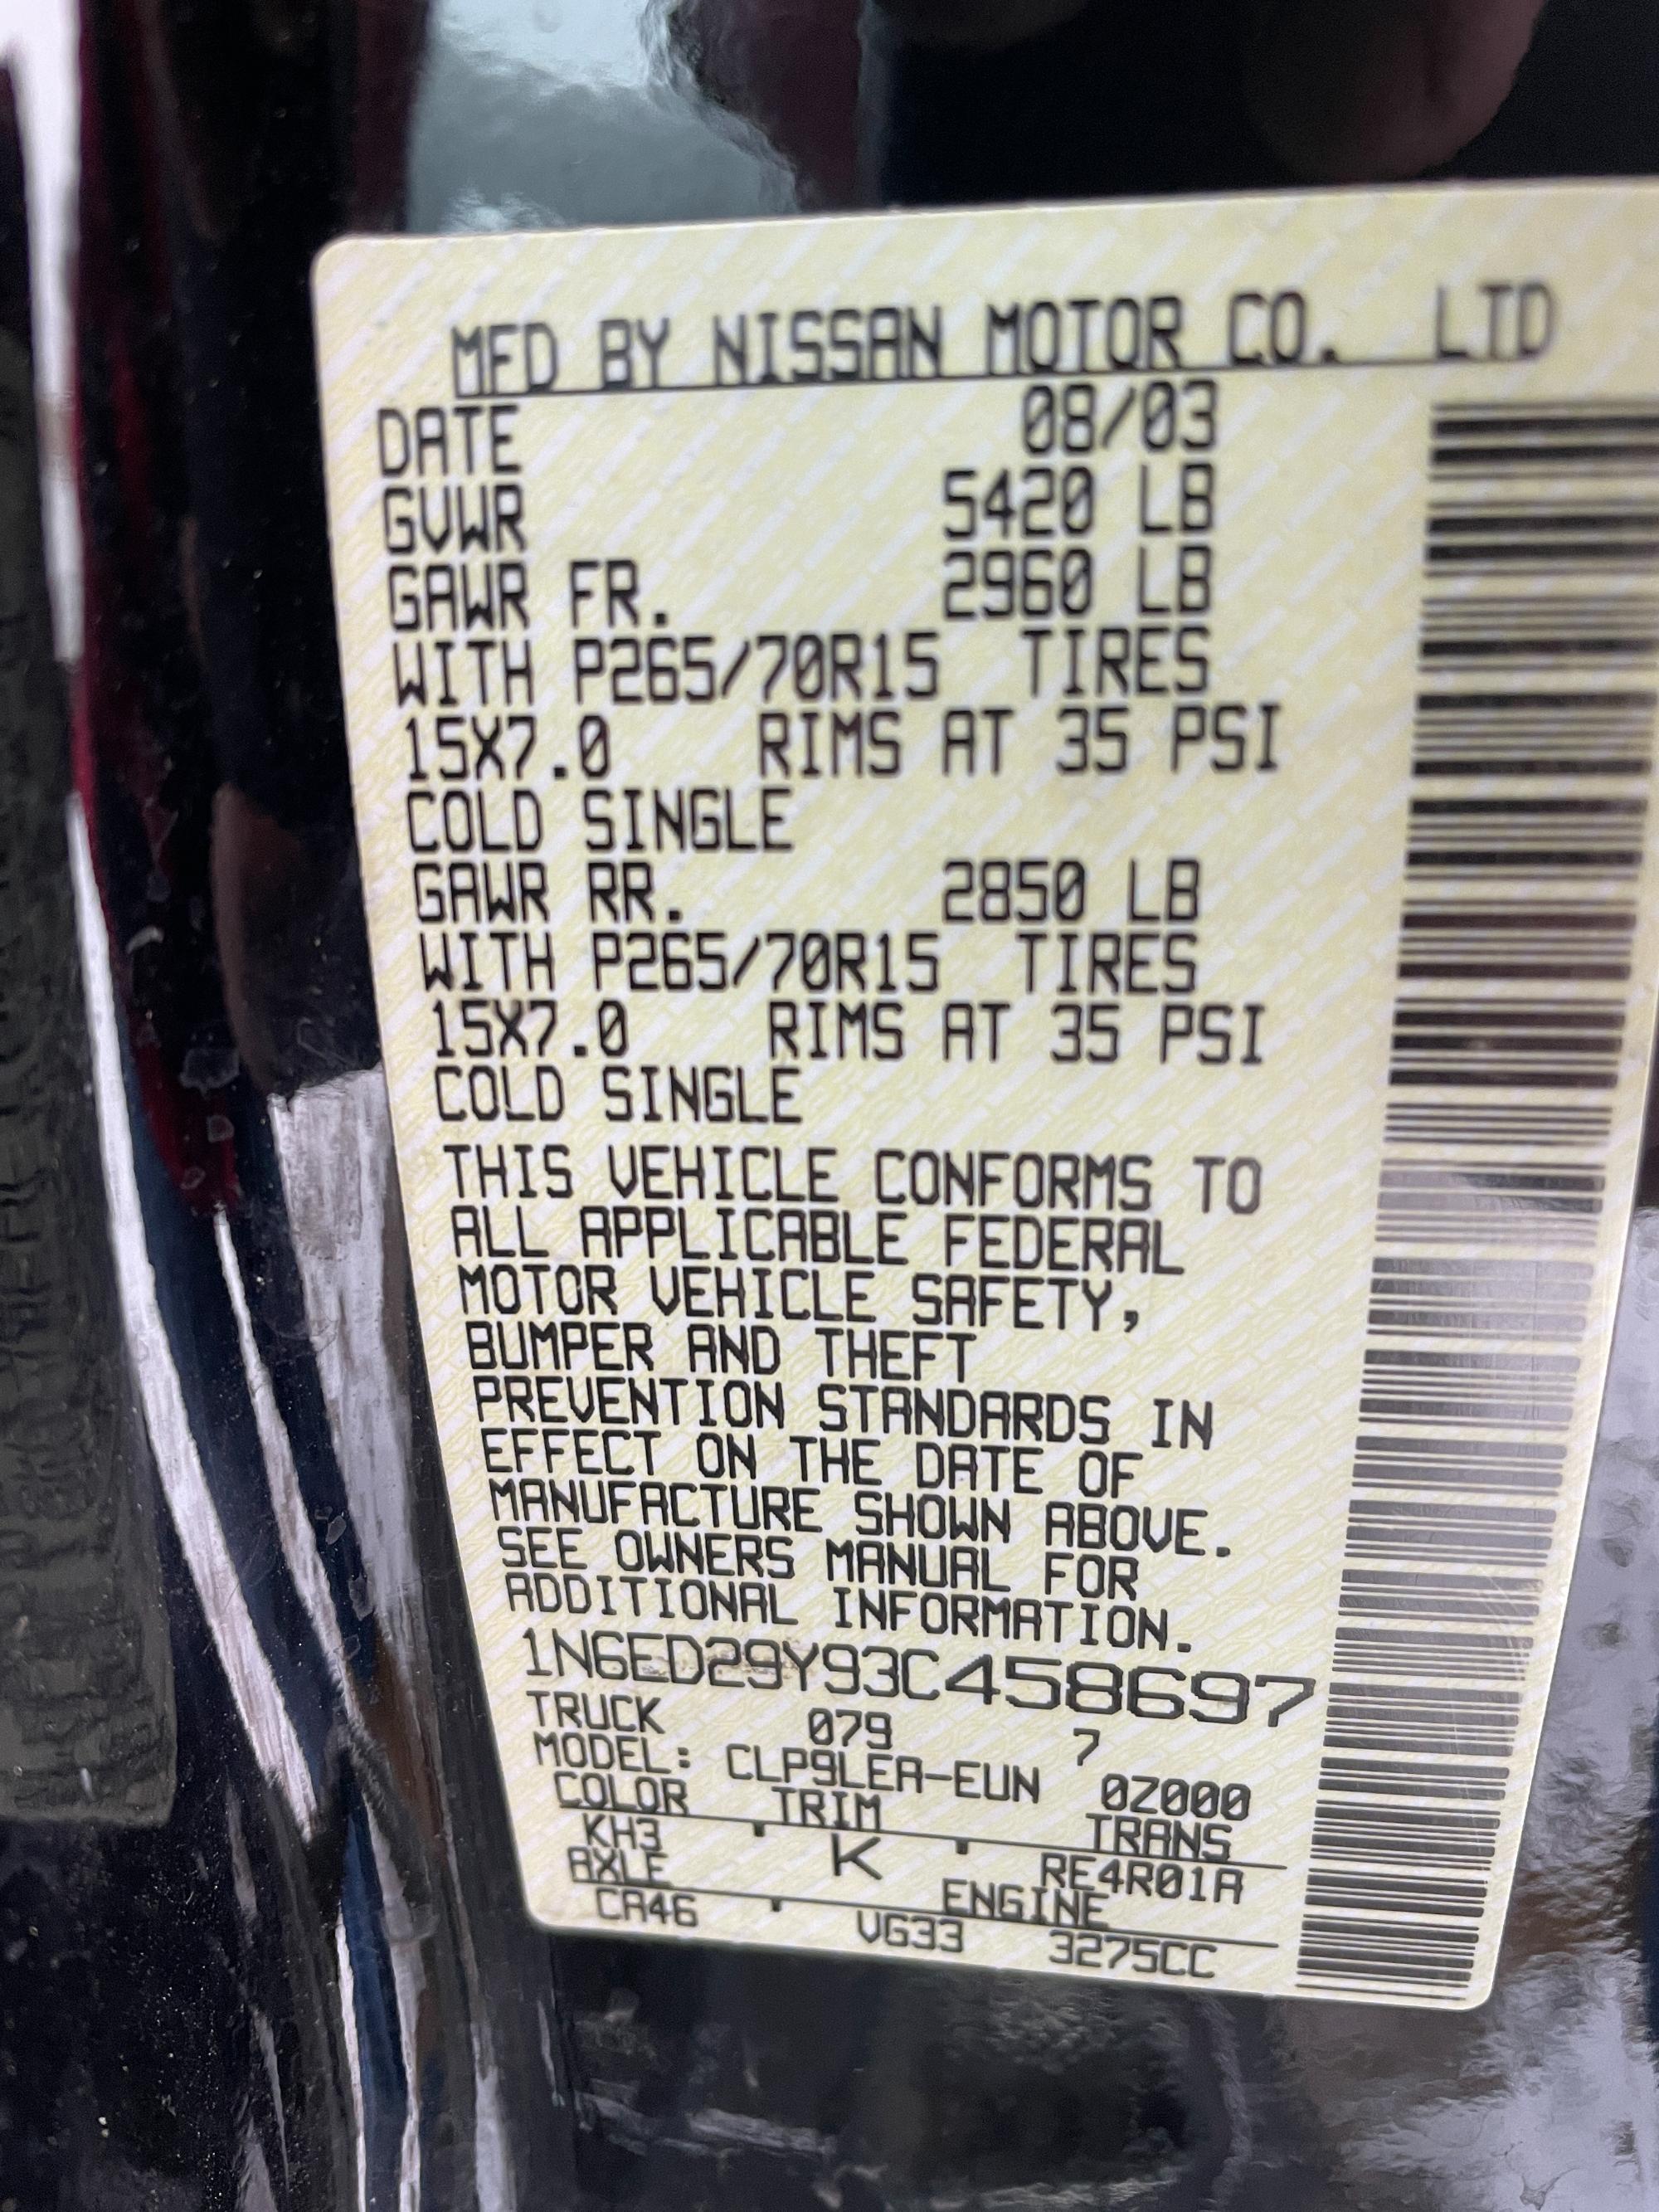 MFD BY NISSAN MOTOR CO. LTD
DATE 08/03
GVWR 5420 LB
GAWR FR. 2960 LB
WITH P265/70R15 TIRES
15X7.0 RIMS AT 35 PSI
COLD SINGLE
GAWR RR. 2850 LB
WITH P265/70R15 TIRES
15X7.0 RIMS AT 35 PSI
COLD SINGLE
THIS VEHICLE CONFORMS TO
ALL APPLICABLE FEDERAL
MOTOR VEHICLE SAFETY,
BUMPER AND THEFT
PREVENTION STANDARDS IN
EFFECT ON THE DATE OF
MANUFACTURE SHOWN ABOVE.
SEE OWNERS MANUAL FOR
ADDITIONAL INFORMATION.
1N6ED29Y93C458697
TRUCK 079 7
MODEL: CLP9LEA-EUN 0Z000
COLOR TRIM TRANS
KH3 K RE4R01A
AXLE ENGINE
CA46 VG33 3275CC